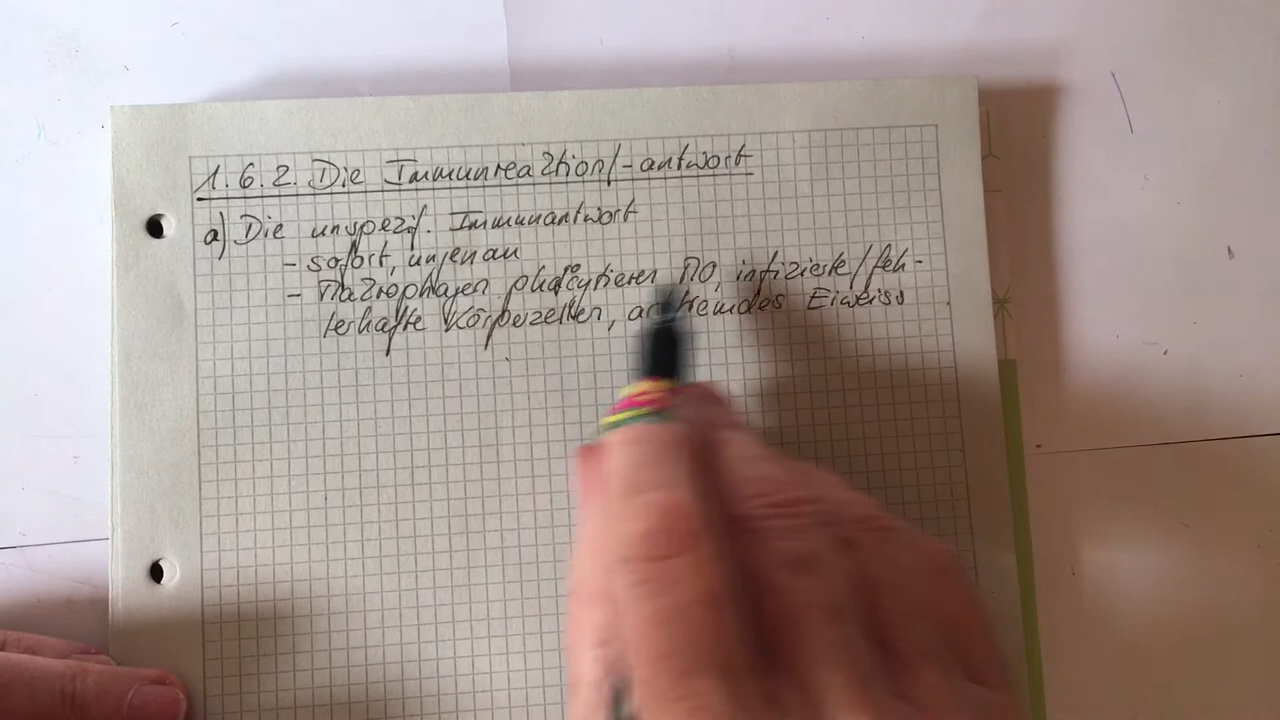 1.6.2. Die Immunreaktion/-antwort
a) Die unspezif. Immunantwort
- sofort, ungenau
- Makrophagen phagocytieren MO, infizierte/feh-
lerhafte Körperzellen, fremdes Eiweiss